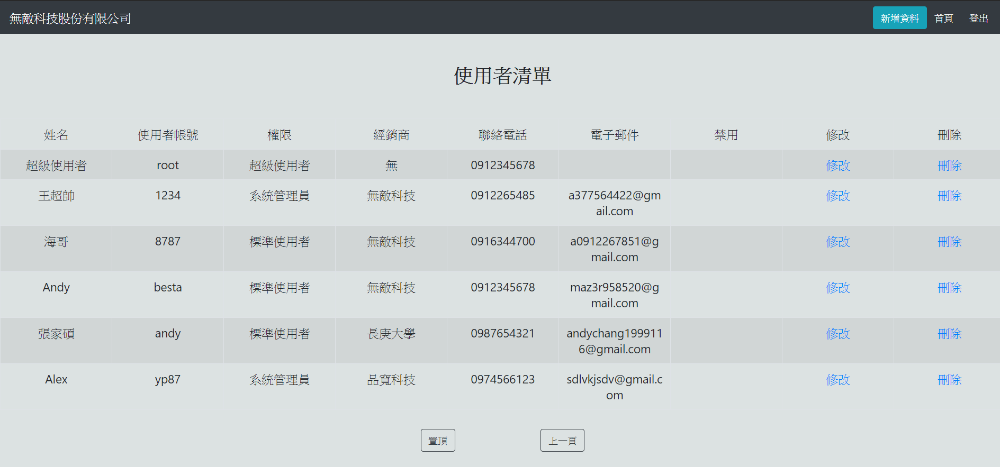 無敵科技股份有限公司 新增資料 首頁 登出
使用者清單
姓名 使用者帳號 權限 經銷商 聯絡電話 電子郵件 禁用 修改 刪除
超級使用者 root 超級使用者 無 0912345678 修改 刪除
王超帥 1234 系統管理員 無敵科技 0912265485 a377564422@gm 修改 刪除
ail.com
海哥 8787 標準使用者 無敵科技 0916344700 a0912267851@g 修改 刪除
mail.com
Andy besta 標準使用者 無敵科技 0912345678 maz3r958520@g 修改 刪除
mail.com
張家碩 andy 標準使用者 長庚大學 0987654321 andychang199911 修改 刪除
6@gmail.com
Alex yp87 系統管理員 品寬科技 0974566123 sdlvkjsdv@gmail.c 修改 刪除
om
置頂 上一頁